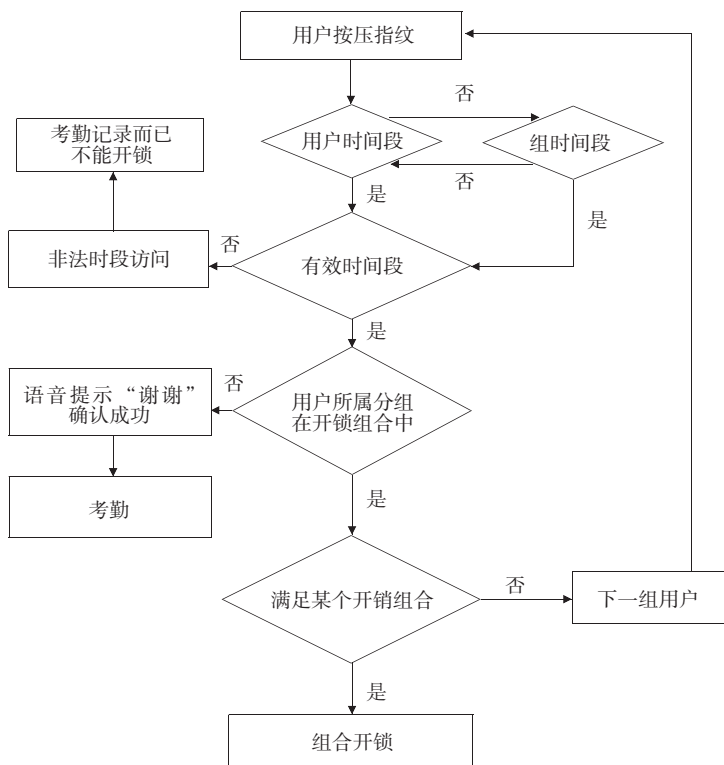 用户按压指纹
否
考勤记录而已
不能开锁
用户时间段
组时间段
否
是
是
非法时段访问
否
有效时间段
是
语音提示“谢谢”
确认成功
否
用户所属分组
在开锁组合中
考勤
是
满足某个开销组合
否
下一组用户
是
组合开锁